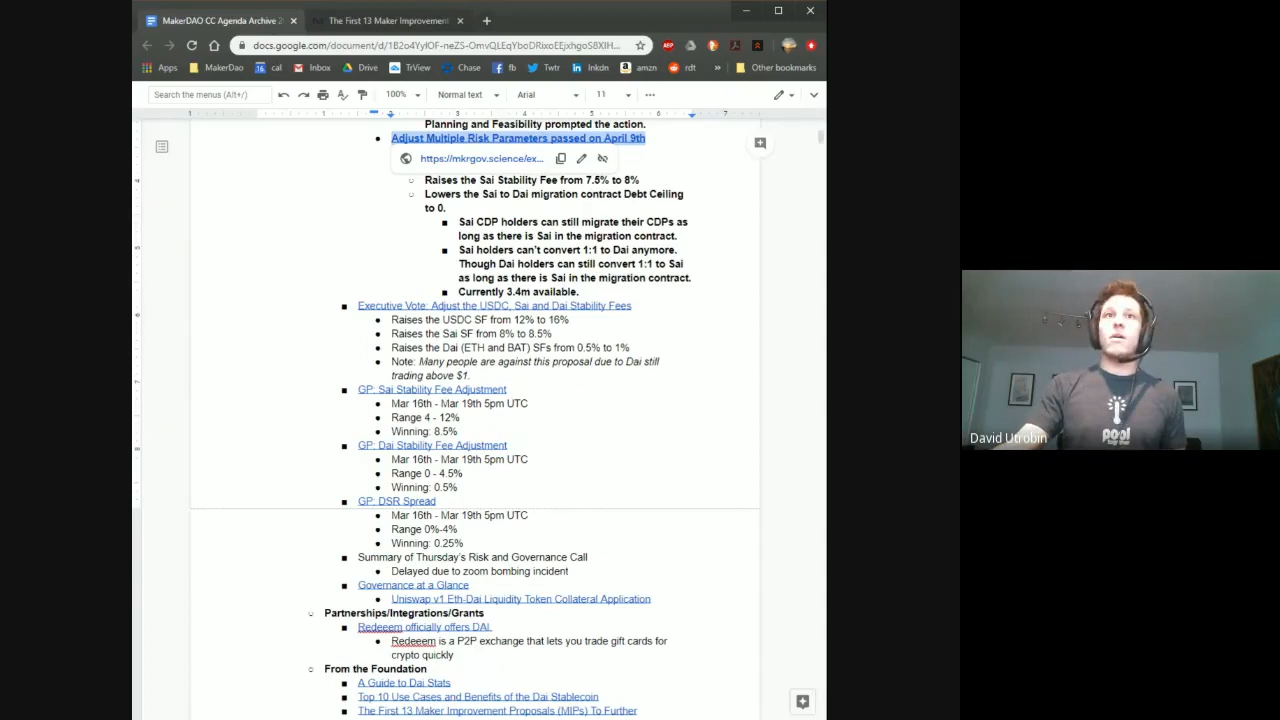 MakerDAO CC Agenda Archive 2
The First 13 Maker Improvement
docs.google.com/document/d/1B2o4YyIOF-neZS-OmvQLEqYboDRixoEEjxhgoS8XIH...
ABP
Apps MakerDao 16 cal Inbox Drive TrView Chase fb Twtr Inkdn amzn rdt » Other bookmarks
Search the menus (Alt+/) 100% Normal text Arial 11
1 1 2 3 4 5 6 7
Planning and Feasibility prompted the action.
Adjust Multiple Risk Parameters passed on April 9th
https://mkrgov.science/ex...
Raises the Sai Stability Fee from 7.5% to 8%
Lowers the Sai to Dai migration contract Debt Ceiling
to 0.
Sai CDP holders can still migrate their CDPs as
long as there is Sai in the migration contract.
Sai holders can't convert 1:1 to Dai anymore.
Though Dai holders can still convert 1:1 to Sai
as long as there is Sai in the migration contract.
Currently 3.4m available.
Executive Vote: Adjust the USDC, Sai and Dai Stability Fees
Raises the USDC SF from 12% to 16%
Raises the Sai SF from 8% to 8.5%
Raises the Dai (ETH and BAT) SFs from 0.5% to 1%
Note: Many people are against this proposal due to Dai still
trading above $1.
GP: Sai Stability Fee Adjustment
Mar 16th - Mar 19th 5pm UTC
Range 4 - 12%
Winning: 8.5%
GP: Dai Stability Fee Adjustment
Mar 16th - Mar 19th 5pm UTC
Range 0 - 4.5%
Winning: 0.5%
GP: DSR Spread
Mar 16th - Mar 19th 5pm UTC
Range 0%-4%
Winning: 0.25%
Summary of Thursday's Risk and Governance Call
Delayed due to zoom bombing incident
Governance at a Glance
Uniswap v1 Eth-Dai Liquidity Token Collateral Application
Partnerships/Integrations/Grants
Redeeem officially offers DAI
Redeeem is a P2P exchange that lets you trade gift cards for
crypto quickly
From the Foundation
A Guide to Dai Stats
Top 10 Use Cases and Benefits of the Dai Stablecoin
The First 13 Maker Improvement Proposals (MIPs) To Further
pool
David Utrobin